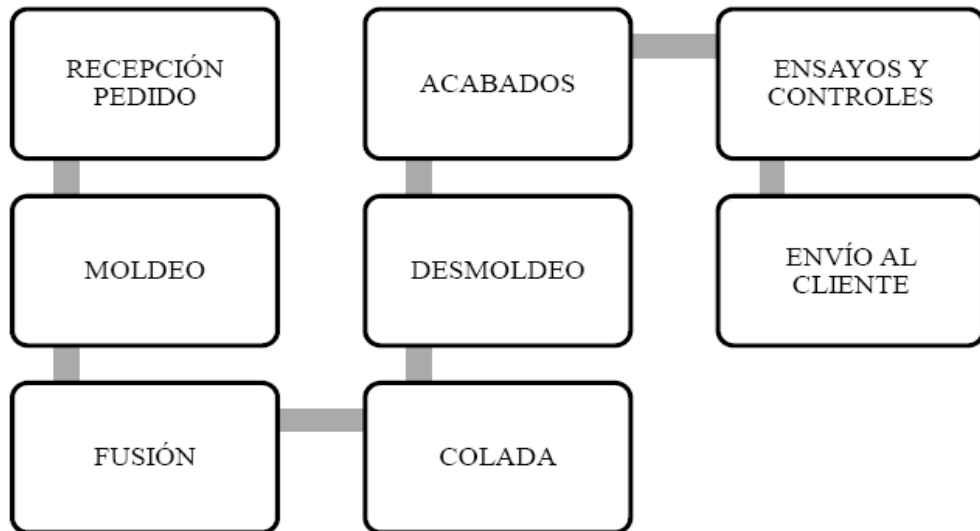 RECEPCIÓN
PEDIDO
MOLDEO
FUSIÓN
COLADA
DESMOLDEO
ACABADOS
ENSAYOS Y
CONTROLES
ENVÍO AL
CLIENTE